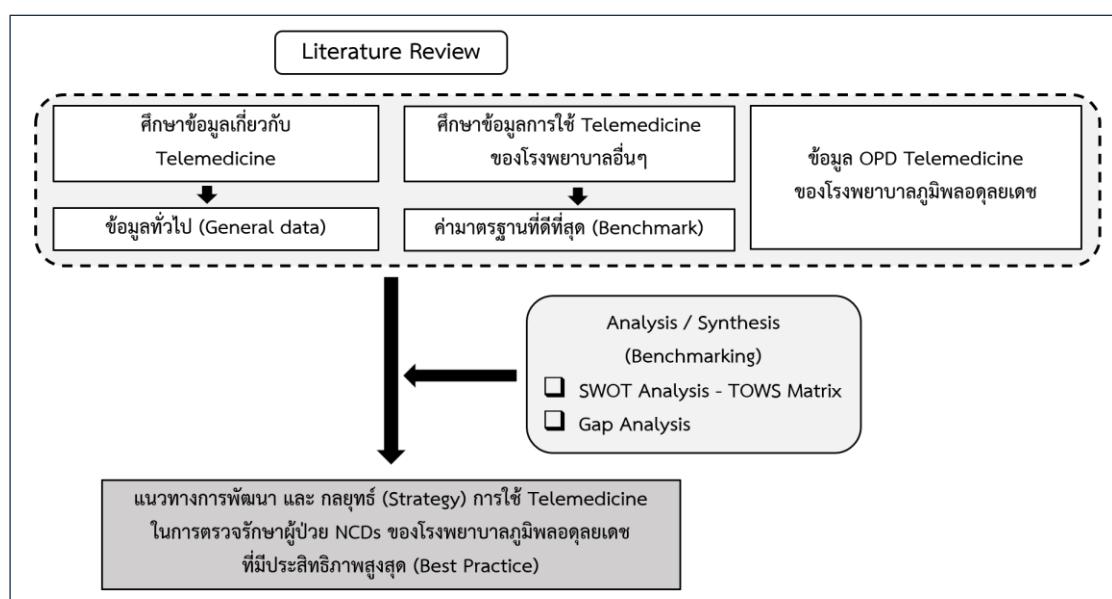 Literature Review
ศึกษาข้อมูลเกี่ยวกับ
Telemedicine
ข้อมูลทั่วไป (General data)
ศึกษาข้อมูลการใช้ Telemedicine
ของโรงพยาบาลอื่นๆ
ค่ามาตรฐานที่ดีที่สุด (Benchmark)
ข้อมูล OPD Telemedicine
ของโรงพยาบาลภูมิพลอดุลยเดช
Analysis / Synthesis
(Benchmarking)
❑ SWOT Analysis - TOWS Matrix
❑ Gap Analysis
แนวทางการพัฒนา และ กลยุทธ์ (Strategy) การใช้ Telemedicine
ในการตรวจรักษาผู้ป่วย NCDs ของโรงพยาบาลภูมิพลอดุลยเดช
ที่มีประสิทธิภาพสูงสุด (Best Practice)